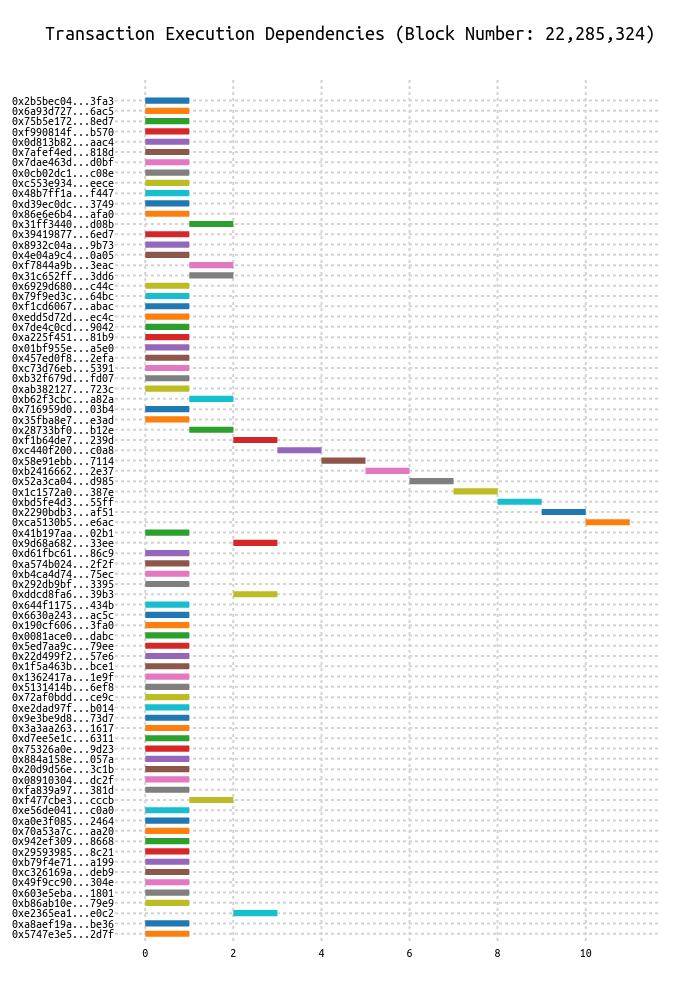 Transaction Execution Dependencies (Block Number: 22,285,324)
0x2b5bec04...3fa3
0x6a93d727...6ac5
0x75b5e172...8ed7
0xf990814f...b570
0x0d813b82...aac4
0x7afef4ed...818d
0x7dae463d...d0bf
0x0cb02dc1...c08e
0xc553e934...eece
0x48b7ff1a...f447
0xd39ec0dc...3749
0x86e6e6b4...afa0
0x31ff3440...d08b
0x39419877...6ed7
0x8932c04a...9b73
0x4e04a9c4...0a05
0xf7844a9b...3eac
0x31c652ff...3dd6
0x6929d680...c44c
0x79f9ed3c...64bc
0xf1cd6067...abac
0xedd5d72d...ec4c
0x7de4c0cd...9042
0xa225f451...81b9
0x01bf955e...a5e0
0x457ed0f8...2efa
0xc73d76eb...5391
0xb32f679d...fd07
0xab382127...723c
0xb62f3cbc...a82a
0x716959d0...03b4
0x35fba8e7...e3ad
0x28733bf0...b12e
0xf1b64de7...239d
0xc440f200...c0a8
0x58e91ebb...7114
0xb2416662...2e37
0x52a3ca04...d985
0x1c1572a0...387e
0xbd5fe4d3...55ff
0x2290bdb3...af51
0xca5130b5...e6ac
0x41b197aa...02b1
0x9d68a682...33ee
0xd61fbc61...86c9
0xa574b024...2f2f
0xb4ca4d74...75ec
0x292db9bf...3395
0xddcd8fa6...39b3
0x644f1175...434b
0x6630a243...ac5c
0x190cf606...3fa0
0x0081ace0...dabc
0x5ed7aa9c...79ee
0x22d499f2...57e6
0x1f5a463b...bce1
0x1362417a...1e9f
0x5131414b...6ef8
0x72af0bdd...ce9c
0xe2dad97f...b014
0x9e3be9d8...73d7
0x3a3aa263...1617
0xd7ee5e1c...6311
0x75326a0e...9d23
0x884a158e...057a
0x20d9d56e...3c1b
0x08910304...dc2f
0xfa839a97...381d
0xf477cbe3...cccb
0xe56de041...c0a0
0xa0e3f085...2464
0x70a53a7c...aa20
0x942ef309...8668
0x29593985...8c21
0xb79f4e71...a199
0xc326169a...deb9
0x49f9cc90...304e
0x603e5eba...1801
0xb86ab10e...79e9
0xe2365ea1...e0c2
0xa8aef19a...be36
0x5747e3e5...2d7f
0 2 4 6 8 10